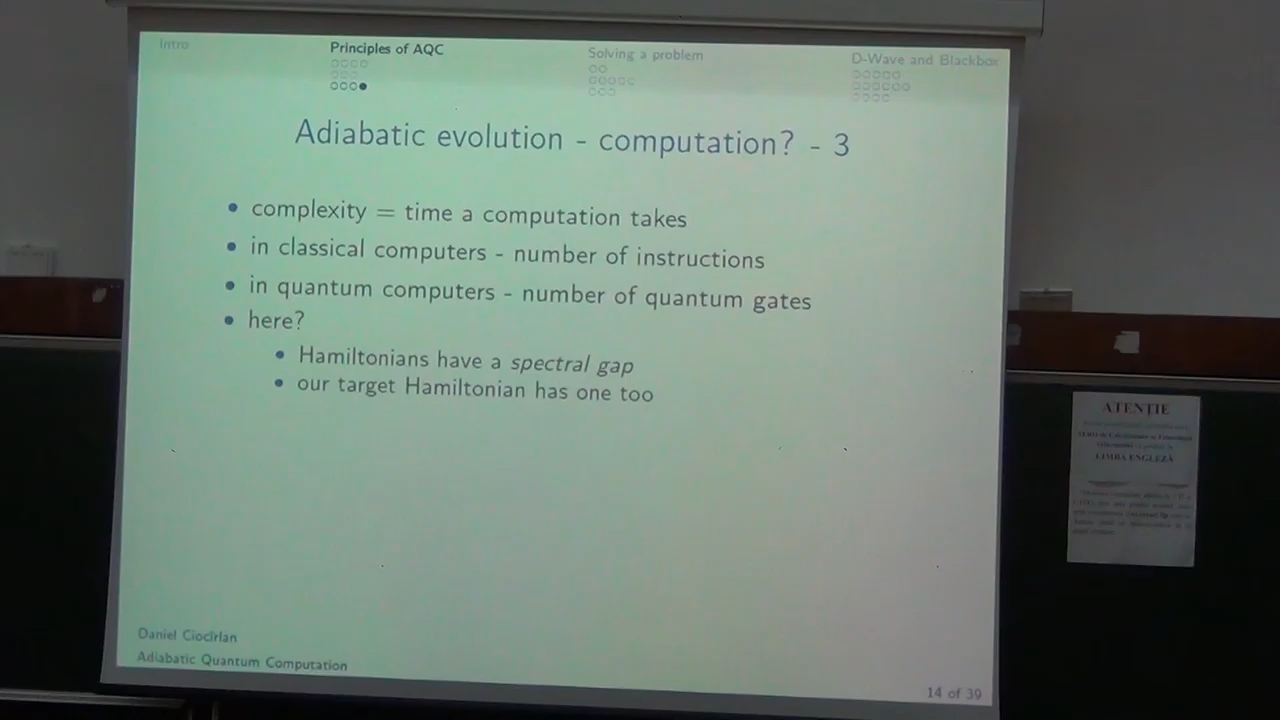 Intro
Principles of AQC
Solving a problem
D-Wave and Blackbox
Adiabatic evolution - computation? - 3
• complexity = time a computation takes
• in classical computers - number of instructions
• in quantum computers - number of quantum gates
• here?
• Hamiltonians have a spectral gap
• our target Hamiltonian has one too
Daniel Ciocîrlan
Adiabatic Quantum Computation
14 of 39
ATENȚIE
LIMBA ENGLEZĂ